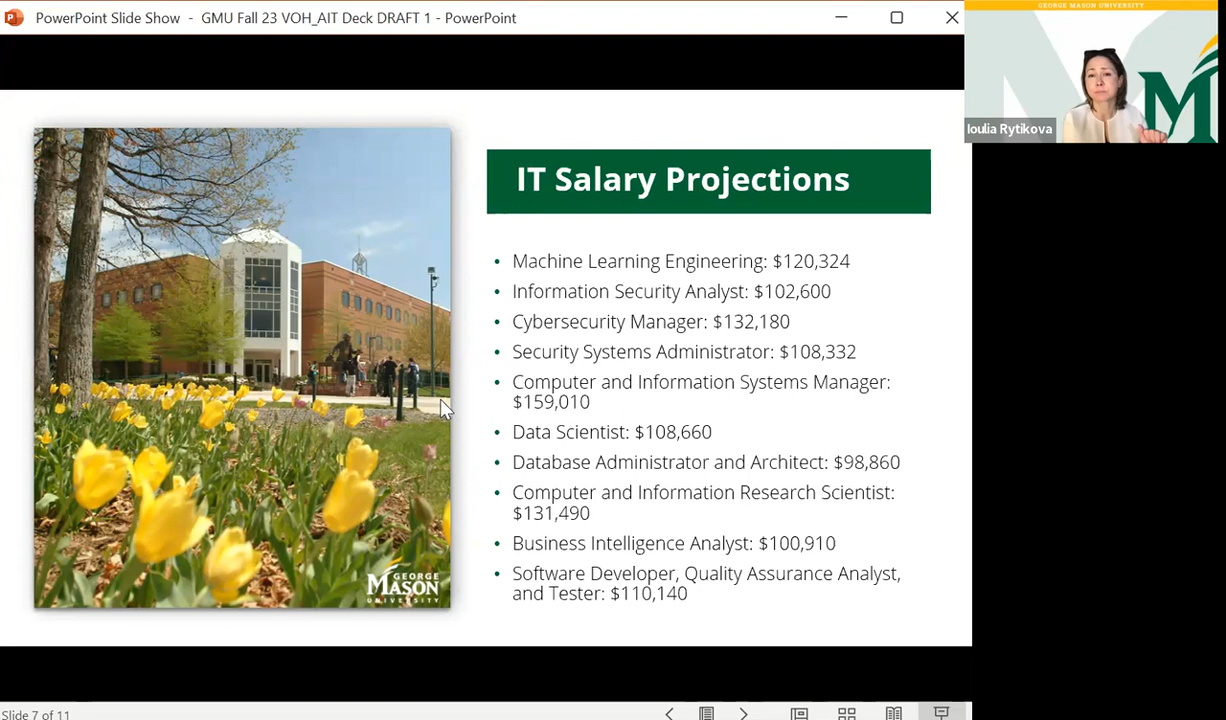 PowerPoint Slide Show - GMU Fall 23 VOH_AIT Deck DRAFT 1 - PowerPoint
GEORGE MASON UNIVERSITY
M
Ioulia Rytikova
IT Salary Projections
• Machine Learning Engineering: $120,324
• Information Security Analyst: $102,600
• Cybersecurity Manager: $132,180
• Security Systems Administrator: $108,332
• Computer and Information Systems Manager:
$159,010
• Data Scientist: $108,660
• Database Administrator and Architect: $98,860
• Computer and Information Research Scientist:
$131,490
• Business Intelligence Analyst: $100,910
• Software Developer, Quality Assurance Analyst,
and Tester: $110,140
GEORGE
MASON
UNIVERSITY
Slide 7 of 11